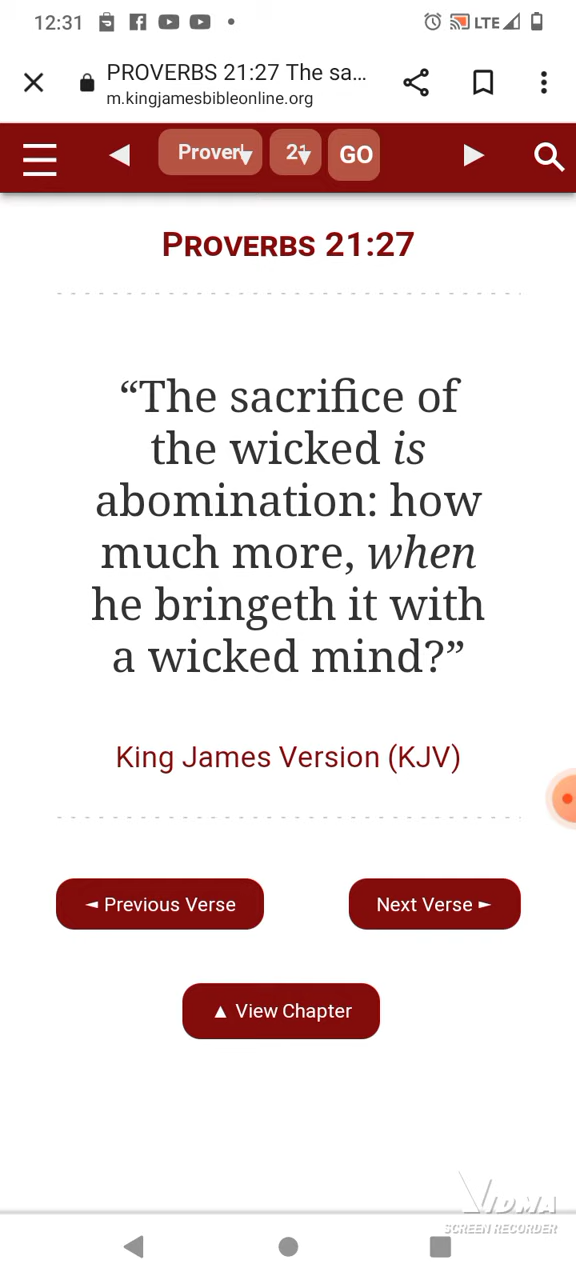 12:31 LTE
PROVERBS 21:27 The sa...
m.kingjamesbibleonline.org
Prover 21 GO
PROVERBS 21:27
“The sacrifice of
the wicked is
abomination: how
much more, when
he bringeth it with
a wicked mind?”
King James Version (KJV)
◄ Previous Verse Next Verse ►
▲ View Chapter
VIDMA
SCREEN RECORDER